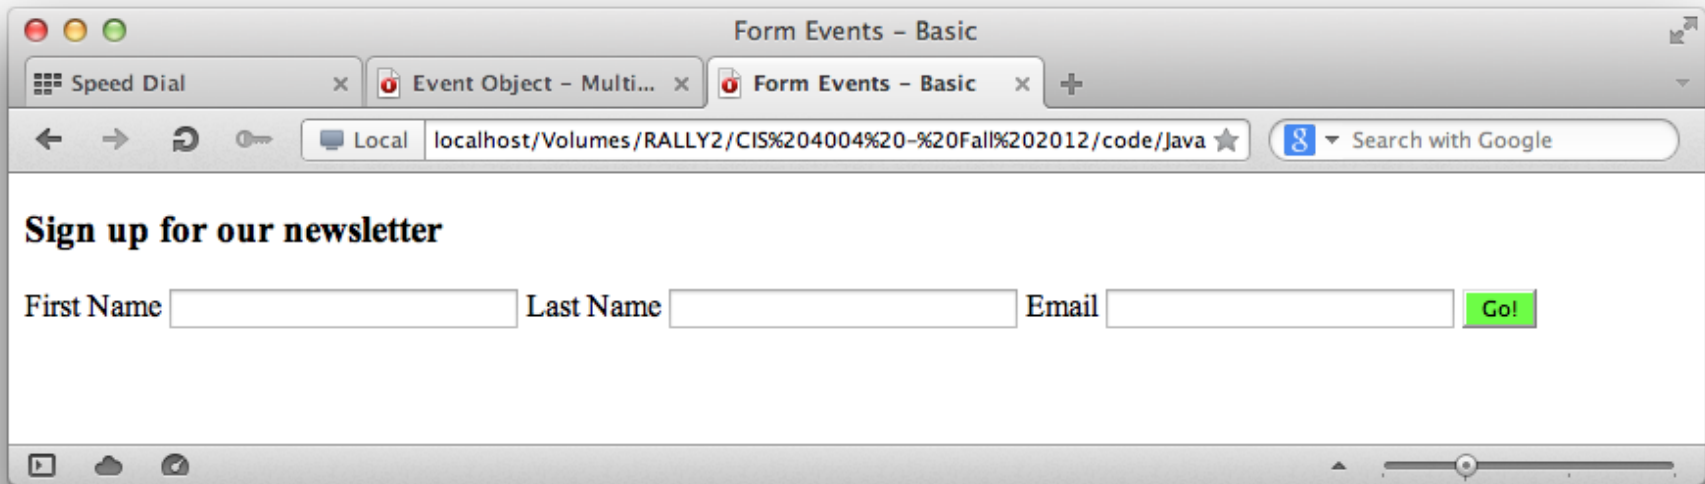 Form Events – Basic
Speed Dial Event Object – Multi... Form Events – Basic
Local localhost/Volumes/RALLY2/CIS%204004%20-%20Fall%202012/code/Java Search with Google
Sign up for our newsletter
First Name Last Name Email Go!